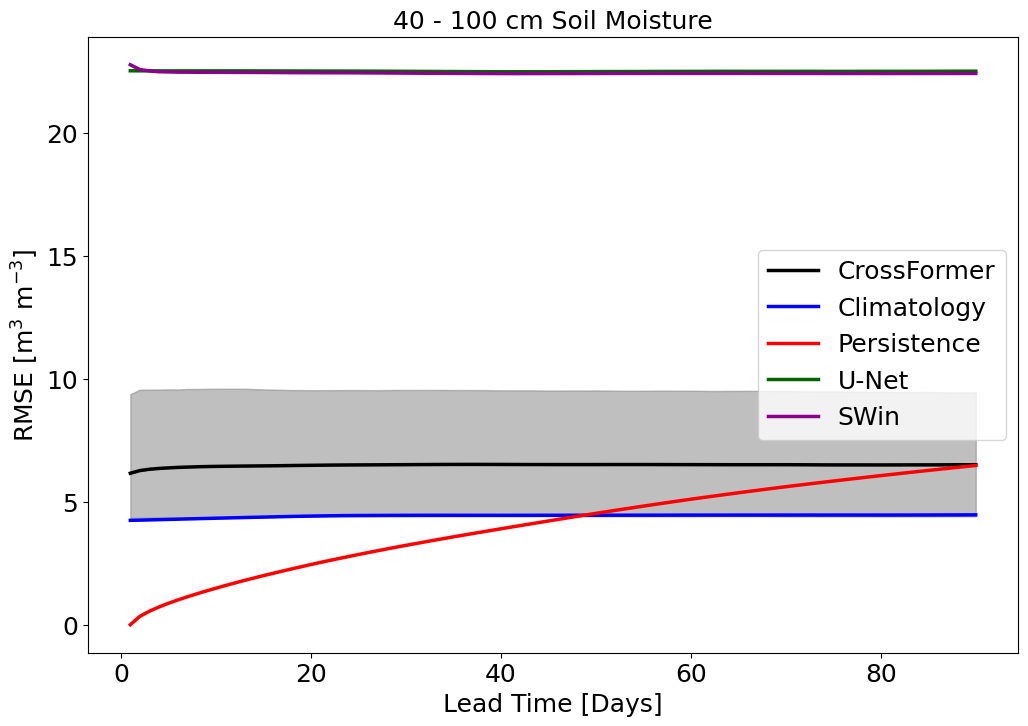 40 - 100 cm Soil Moisture
RMSE [m³ m⁻³]
20
15
10
5
0
CrossFormer
Climatology
Persistence
U-Net
SWin
0 20 40 60 80
Lead Time [Days]